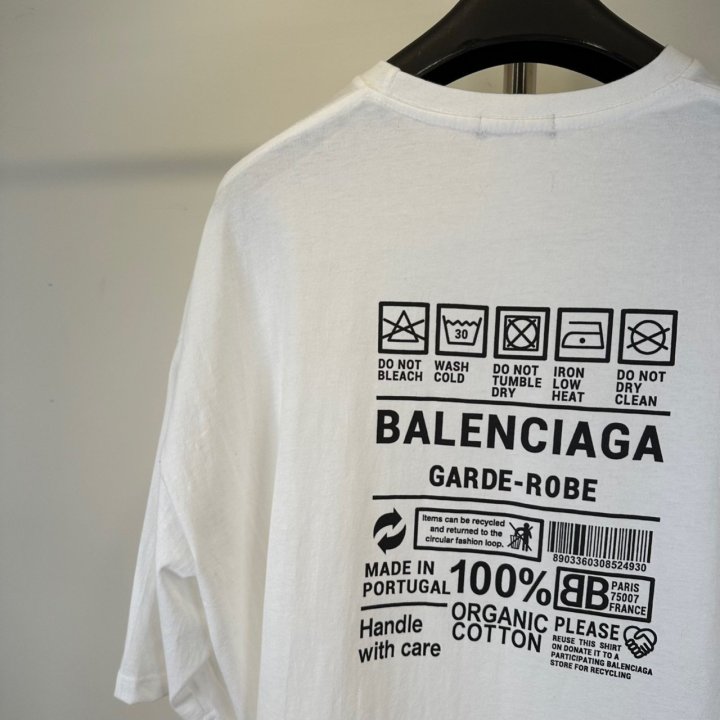 30
DO NOT BLEACH
WASH COLD
DO NOT TUMBLE DRY
IRON LOW HEAT
DO NOT DRY CLEAN
BALENCIAGA
GARDE-ROBE
Items can be recycled
and returned to the
circular fashion loop.
8903360308524930
MADE IN
PORTUGAL
100%
ORGANIC
COTTON
BB
PARIS
75007
FRANCE
Handle
with care
PLEASE
REUSE THIS SHIRT
ON DONATE IT TO A
PARTICIPATING BALENCIAGA
STORE FOR RECYCLING